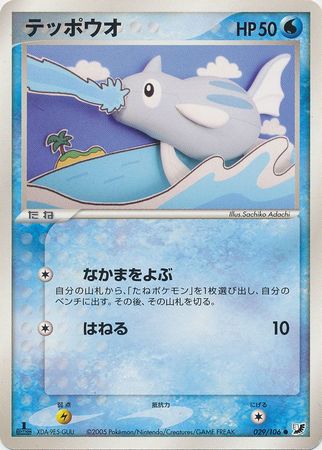 テッポウオ HP50
たね Illus.Sachiko Adachi
なかまをよぶ
自分の山札から、「たねポケモン」を1枚選び出し、自分の
ベンチに出す。その後、その山札を切る。
はねる 10
弱点 抵抗力 にげる
1 XDA-9E5-GUU ©2005 Pokémon/Nintendo/Creatures/GAME FREAK 029/106 ●